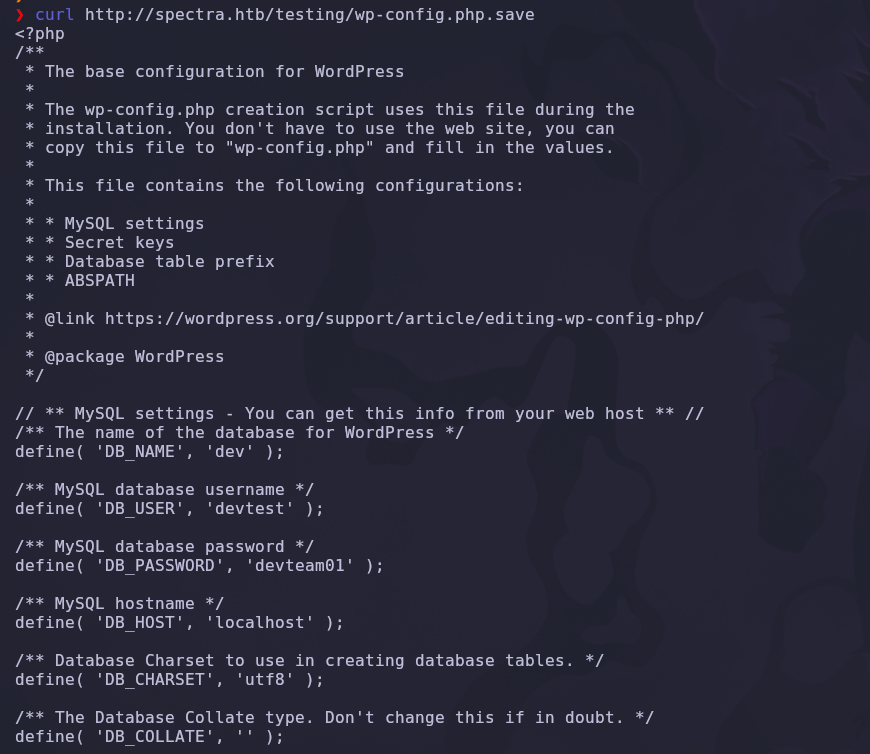 ❯ curl http://spectra.htb/testing/wp-config.php.save
<?php
/**
 * The base configuration for WordPress
 *
 * The wp-config.php creation script uses this file during the
 * installation. You don't have to use the web site, you can
 * copy this file to "wp-config.php" and fill in the values.
 *
 * This file contains the following configurations:
 *
 * * MySQL settings
 * * Secret keys
 * * Database table prefix
 * * ABSPATH
 *
 * @link https://wordpress.org/support/article/editing-wp-config-php/
 *
 * @package WordPress
 */

// ** MySQL settings - You can get this info from your web host ** //
/** The name of the database for WordPress */
define( 'DB_NAME', 'dev' );

/** MySQL database username */
define( 'DB_USER', 'devtest' );

/** MySQL database password */
define( 'DB_PASSWORD', 'devteam01' );

/** MySQL hostname */
define( 'DB_HOST', 'localhost' );

/** Database Charset to use in creating database tables. */
define( 'DB_CHARSET', 'utf8' );

/** The Database Collate type. Don't change this if in doubt. */
define( 'DB_COLLATE', '' );